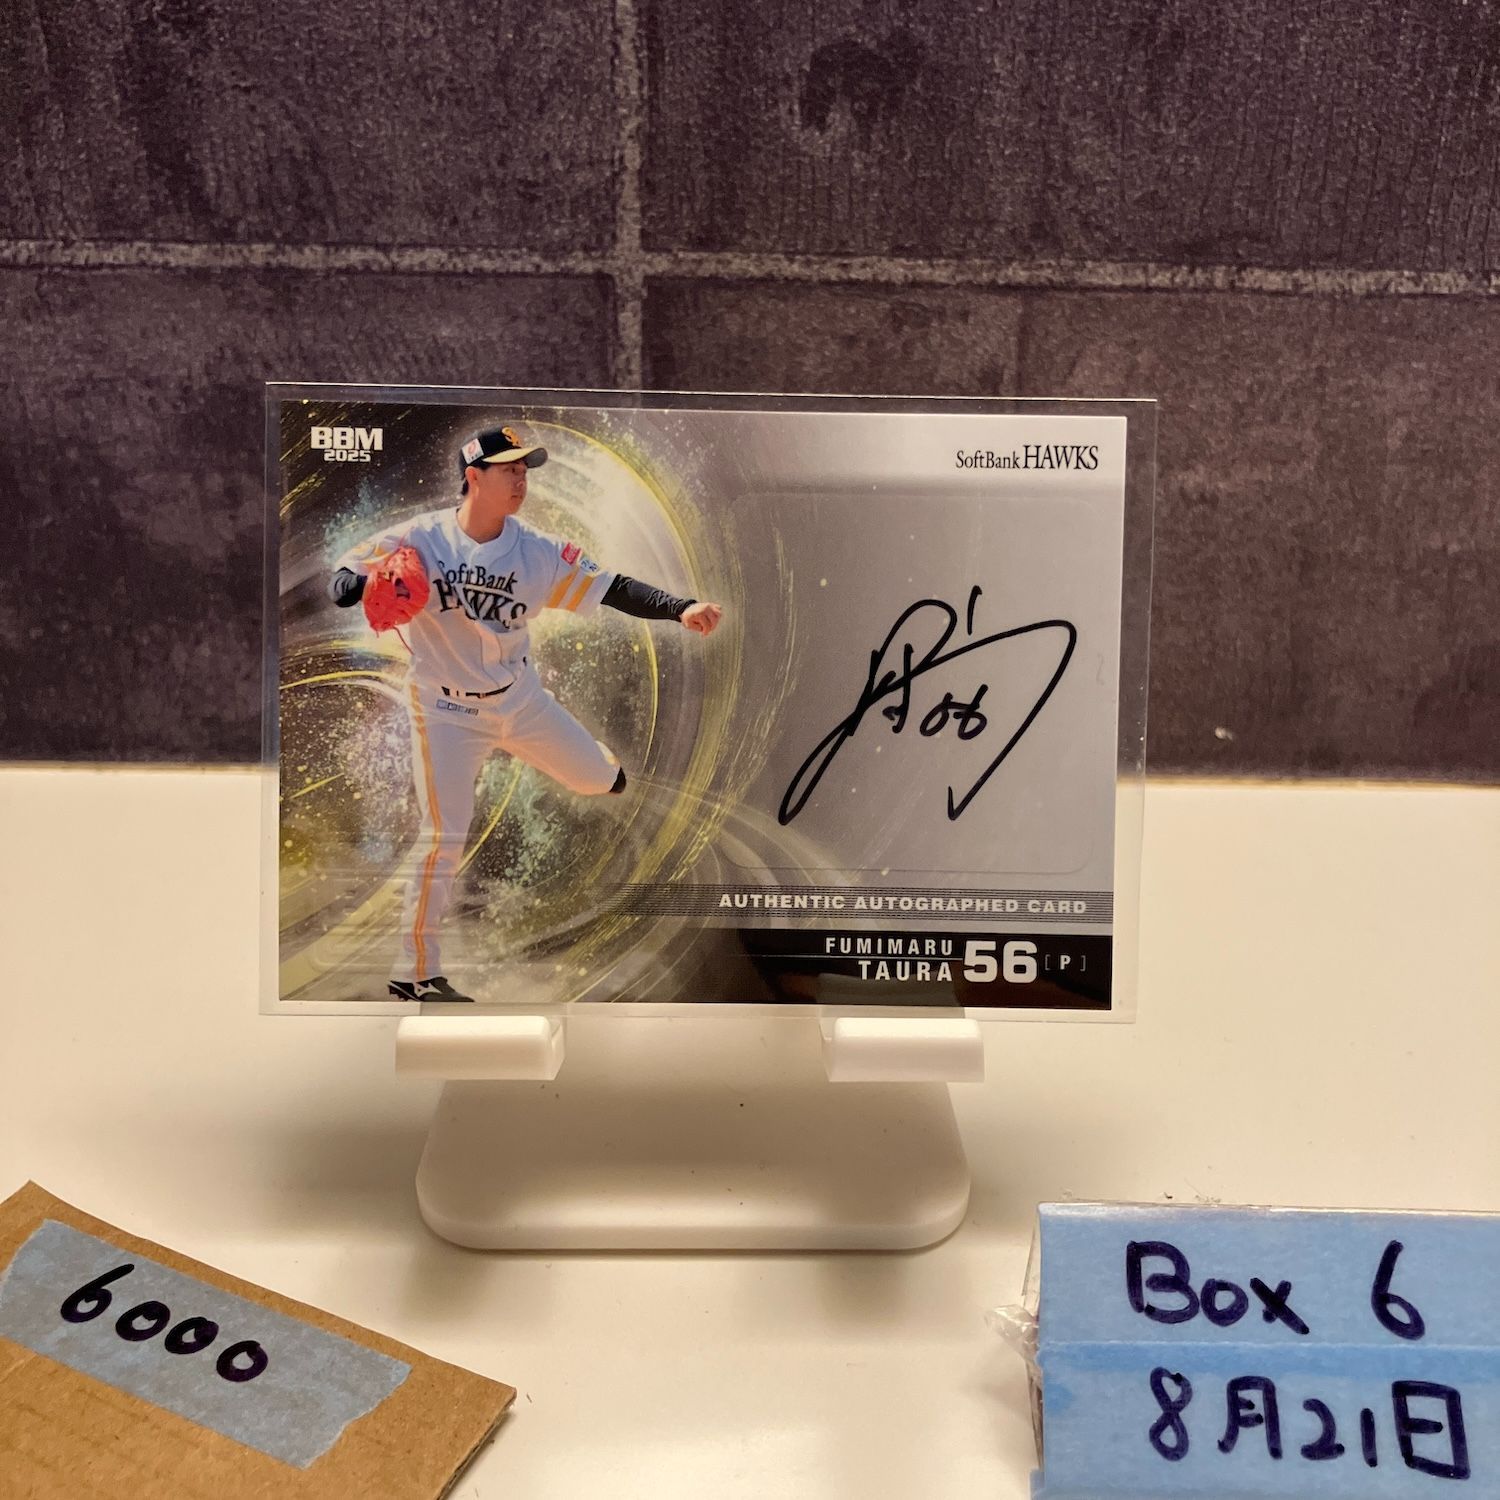 BBM
2025
SoftBank HAWKS
SoftBank
HAWKS
AUTHENTIC AUTOGRAPHED CARD
FUMIMARU
TAURA 56 [P]
6000
Box 6
8月21日